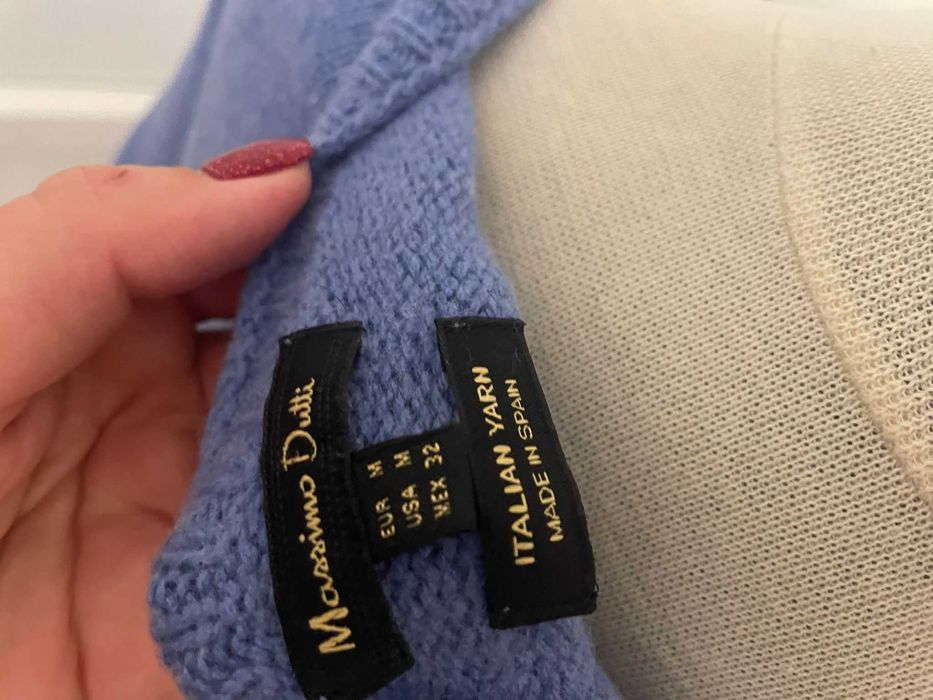 Massimo Dutti
EUR M
USA M
MEX 32
ITALIAN YARN
MADE IN SPAIN